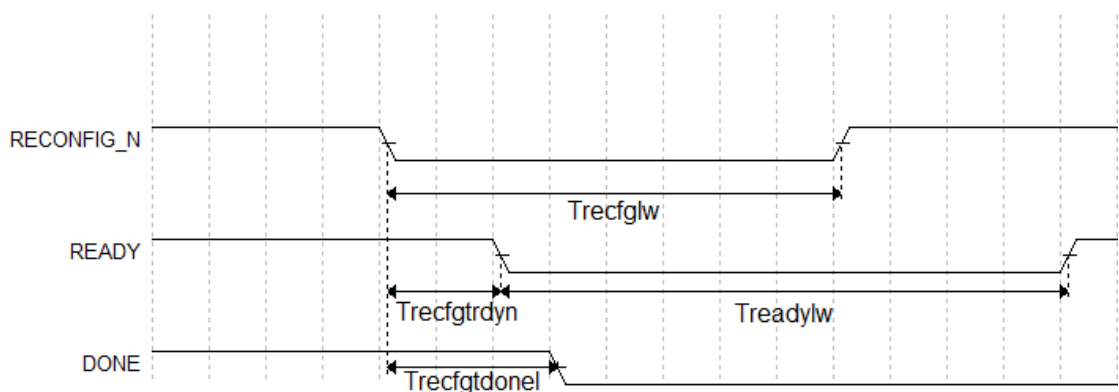 RECONFIG_N
Trecfglw
READY
Trecfgtrdyn
Treadylw
DONE
Trecfgtdonel